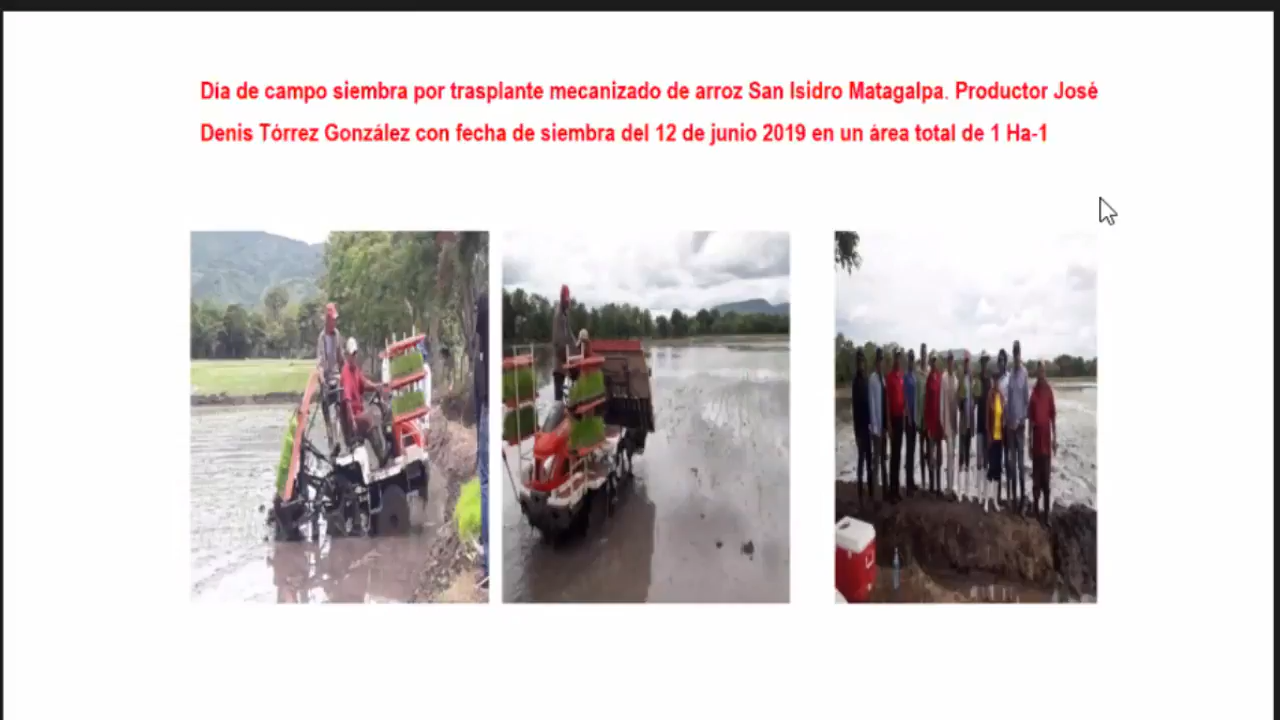 Día de campo siembra por trasplante mecanizado de arroz San Isidro Matagalpa. Productor José
Denis Tórrez González con fecha de siembra del 12 de junio 2019 en un área total de 1 Ha-1